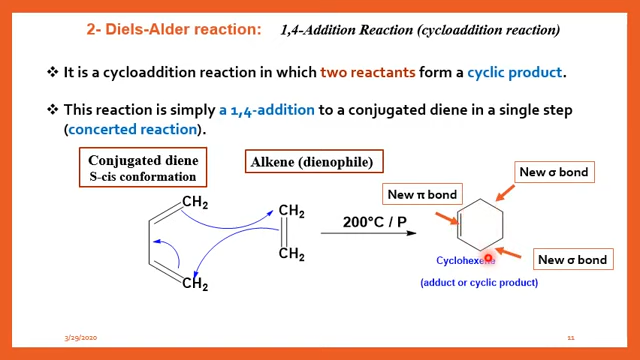 2- Diels-Alder reaction: 1,4-Addition Reaction (cycloaddition reaction)
❖ It is a cycloaddition reaction in which two reactants form a cyclic product.
❖ This reaction is simply a 1,4-addition to a conjugated diene in a single step
(concerted reaction).
Conjugated diene
S-cis conformation
Alkene (dienophile)
CH2
CH2
CH2
CH2
200°C / P
New π bond
New σ bond
New σ bond
Cyclohexene
(adduct or cyclic product)
3/29/2020
11